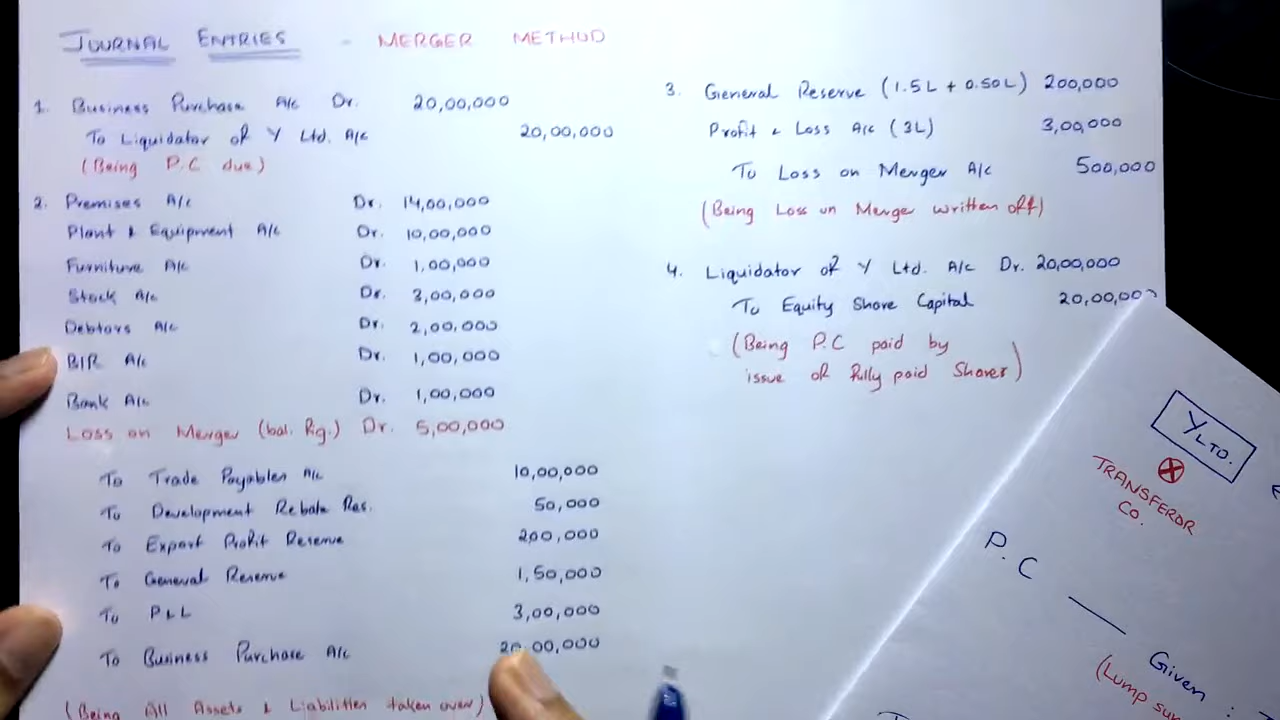 JOURNAL ENTRIES - MERGER METHOD
1. Business Purchase A/c Dr. 20,00,000
To Liquidator of Y Ltd. A/c 20,00,000
(Being P.C due)
2. Premises A/c Dr. 14,00,000
Plant & Equipment A/c Dr. 10,00,000
Furniture A/c Dr. 1,00,000
Stock A/c Dr. 3,00,000
Debtors A/c Dr. 2,00,000
B/R A/c Dr. 1,00,000
Bank A/c Dr. 1,00,000
Loss on Merger (bal. fig.) Dr. 5,00,000
To Trade Payables A/c 10,00,000
To Development Rebate Res. 50,000
To Export Profit Reserve 200,000
To General Reserve 1,50,000
To P&L 3,00,000
To Business Purchase A/c 20,00,000
(Being All Assets & Liabilities taken over)
3. General Reserve (1.5L + 0.50L) 200,000
Profit & Loss A/c (3L) 3,00,000
To Loss on Merger A/c 500,000
(Being Loss on Merger written off)
4. Liquidator of Y Ltd. A/c Dr. 20,00,000
To Equity Share Capital 20,00,000
(Being P.C paid by
issue of fully paid Shares)
Y LTD.
TRANSFEROR
CO.
P.C
Given :
(Lump sum